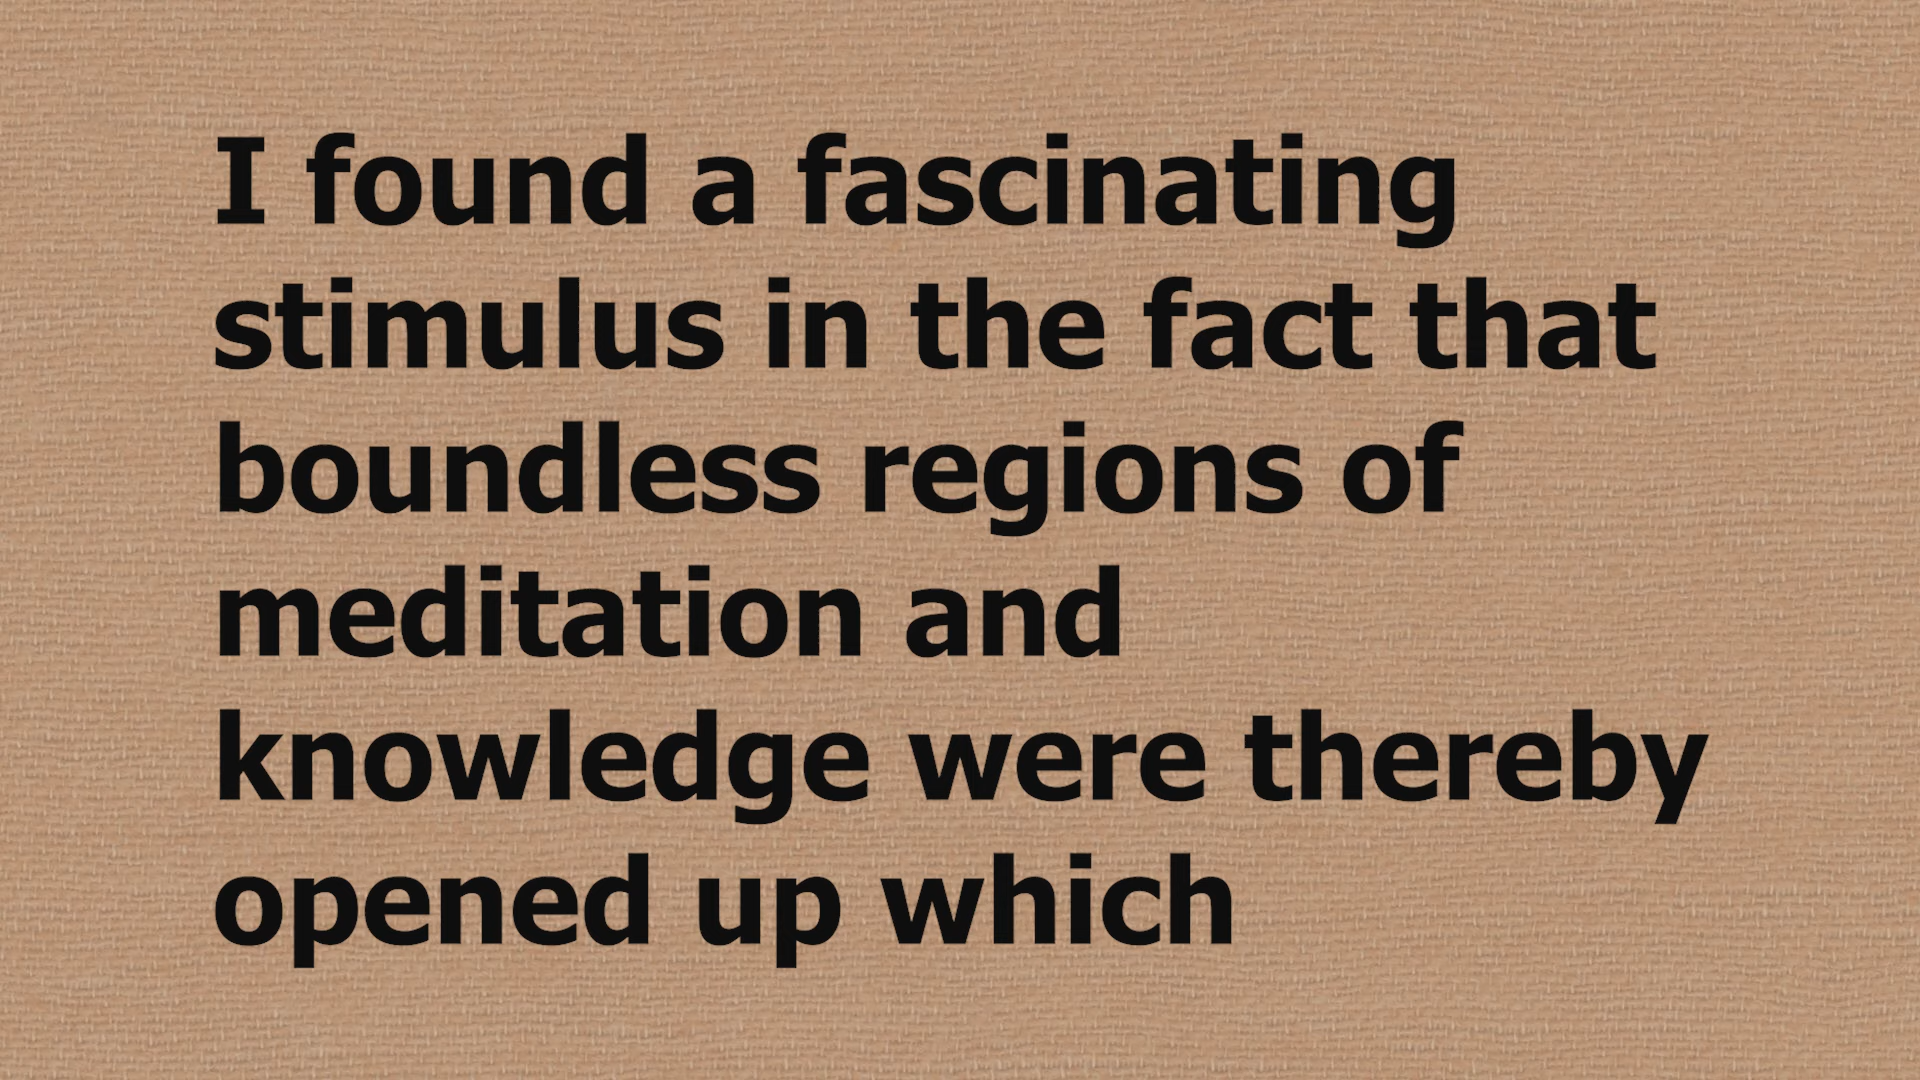 I found a fascinating
stimulus in the fact that
boundless regions of
meditation and
knowledge were thereby
opened up which